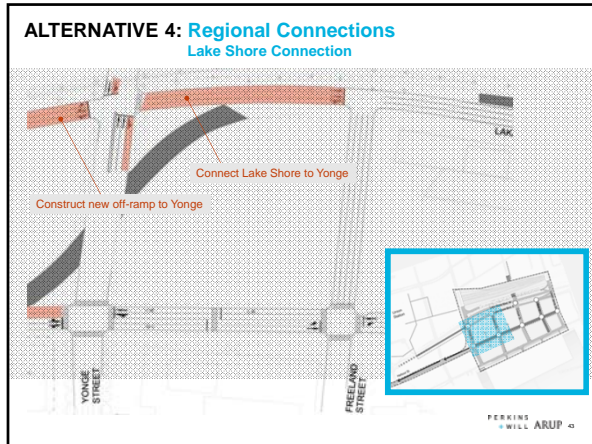 ALTERNATIVE 4: Regional Connections
Lake Shore Connection
LAK
Connect Lake Shore to Yonge
Construct new off-ramp to Yonge
YONGE
STREET
FREELAND
STREET
PERKINS
+ WILL ARUP 43